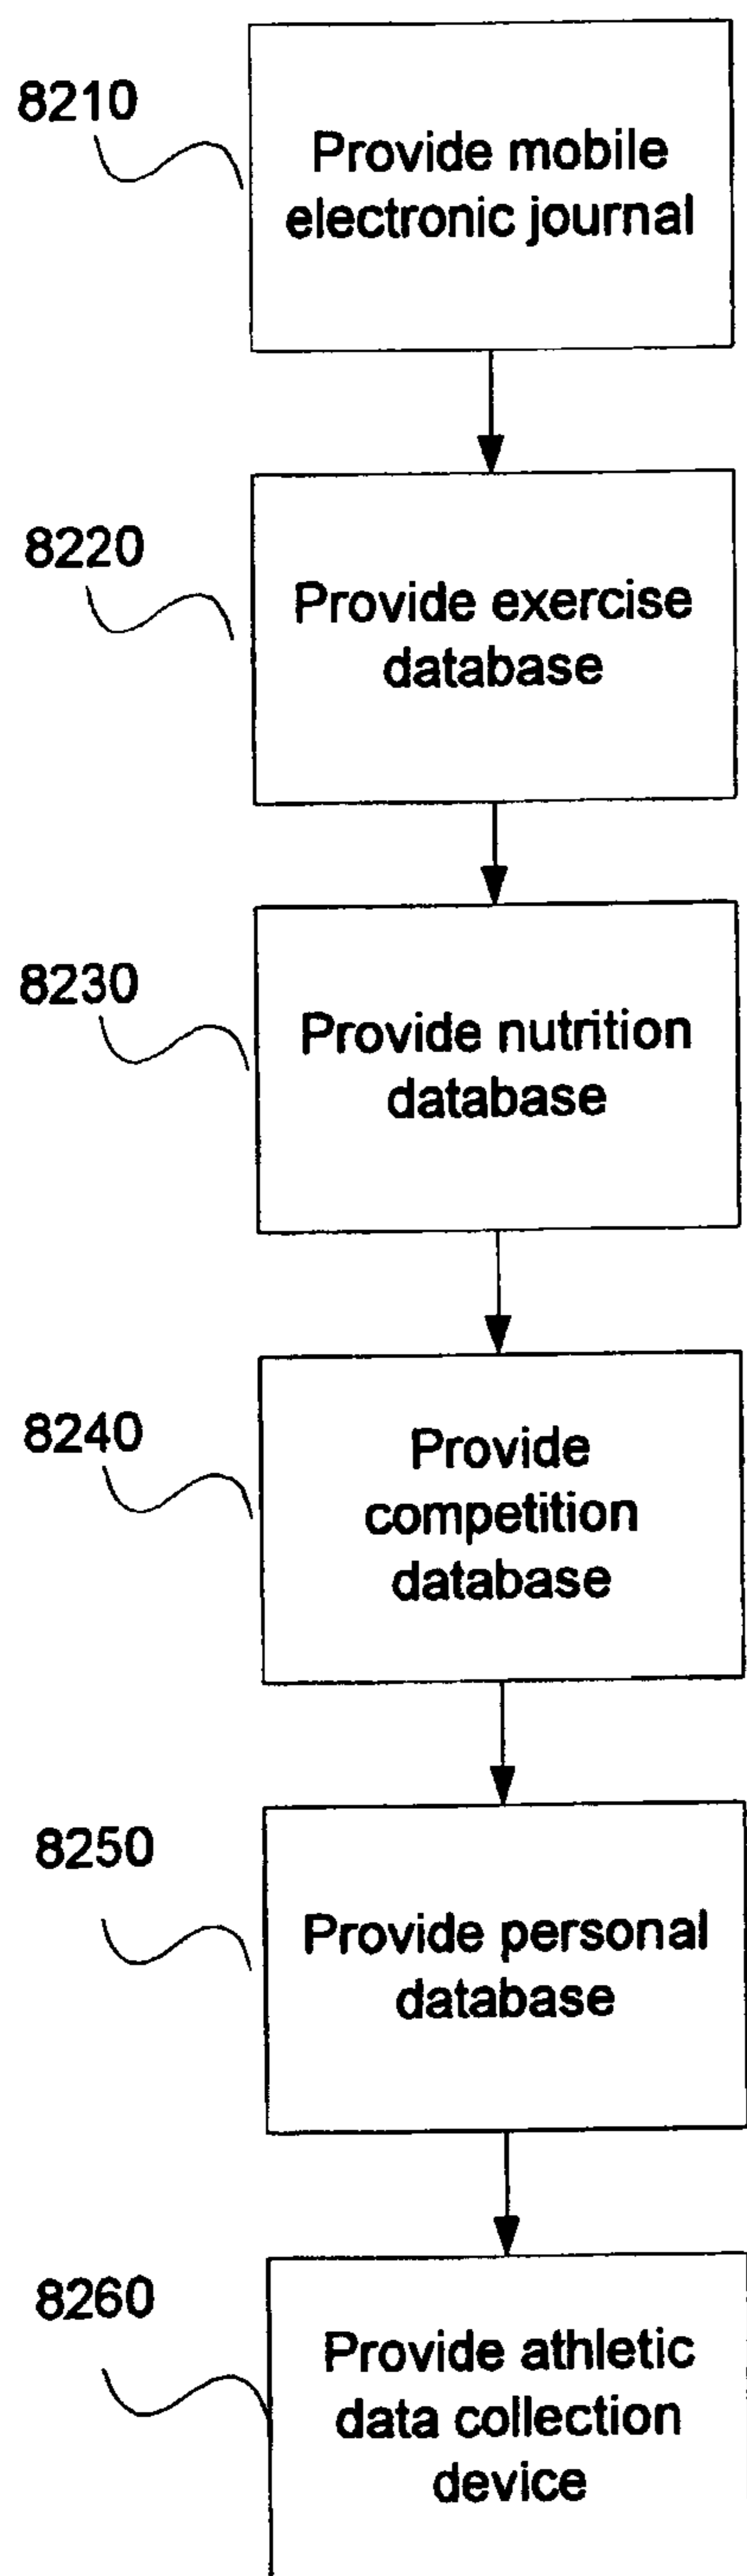 8210
Provide mobile
electronic journal
8220
Provide exercise
database
8230
Provide nutrition
database
8240
Provide
competition
database
8250
Provide personal
database
8260
Provide athletic
data collection
device